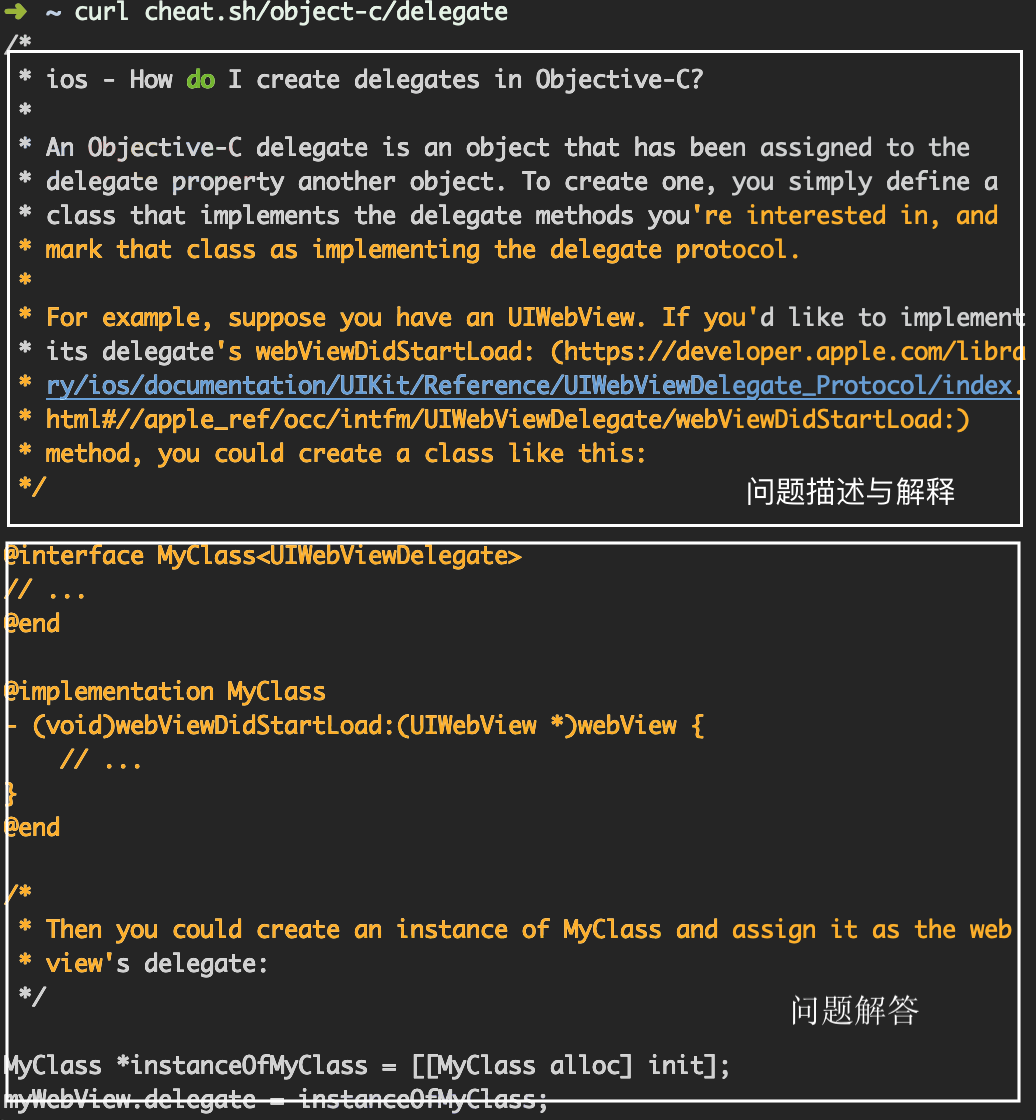 ➜ ~ curl cheat.sh/object-c/delegate
/*
* ios - How do I create delegates in Objective-C?
*
* An Objective-C delegate is an object that has been assigned to the
* delegate property another object. To create one, you simply define a
* class that implements the delegate methods you're interested in, and
* mark that class as implementing the delegate protocol.
*
* For example, suppose you have an UIWebView. If you'd like to implement
* its delegate's webViewDidStartLoad: (https://developer.apple.com/libra
* ry/ios/documentation/UIKit/Reference/UIWebViewDelegate_Protocol/index.
* html#//apple_ref/occ/intfm/UIWebViewDelegate/webViewDidStartLoad:)
* method, you could create a class like this:
*/
问题描述与解释
@interface MyClass<UIWebViewDelegate>
// ...
@end
@implementation MyClass
- (void)webViewDidStartLoad:(UIWebView *)webView {
// ...
}
@end
/*
* Then you could create an instance of MyClass and assign it as the web
* view's delegate:
*/
问题解答
MyClass *instanceOfMyClass = [[MyClass alloc] init];
myWebView.delegate = instanceOfMyClass;